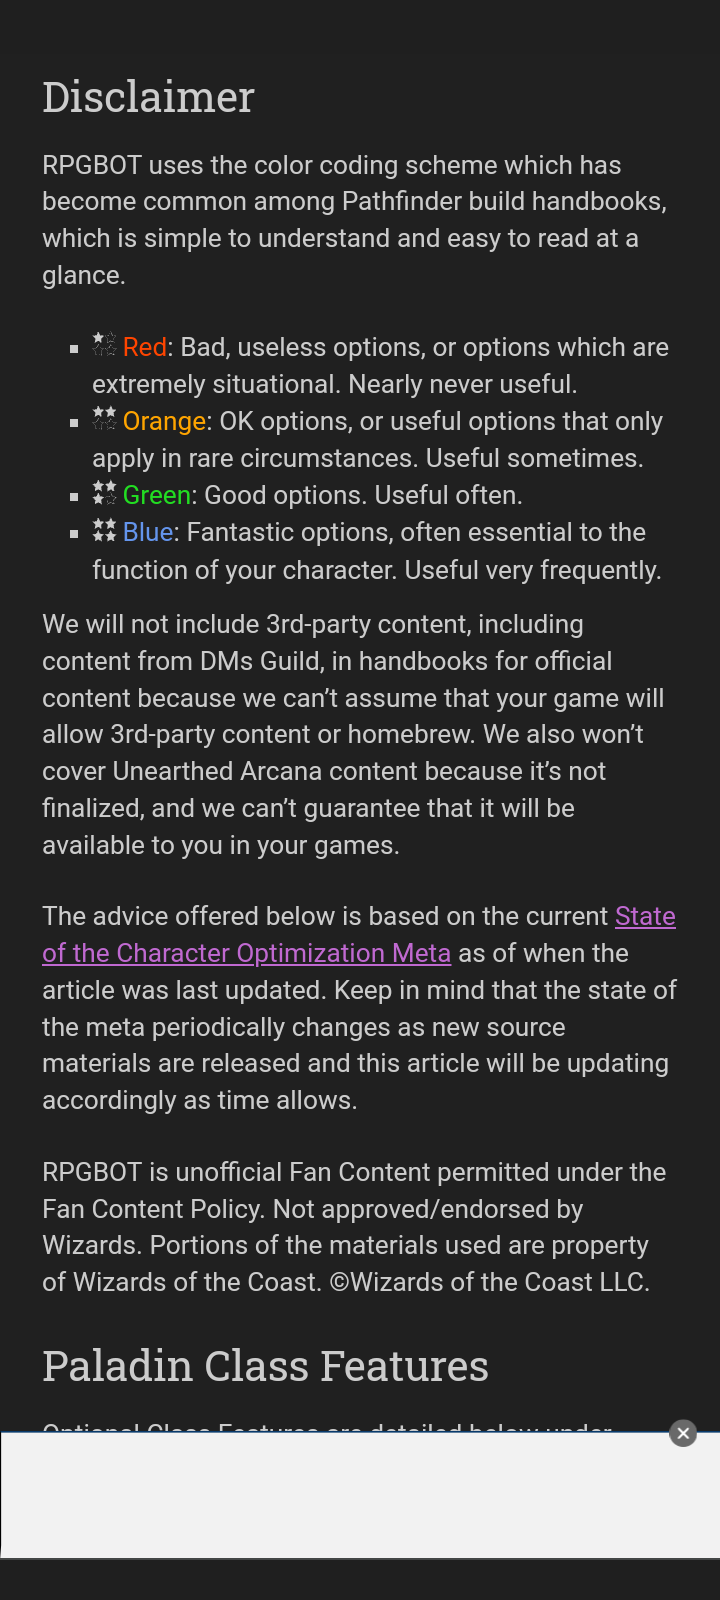 Disclaimer
RPGBOT uses the color coding scheme which has
become common among Pathfinder build handbooks,
which is simple to understand and easy to read at a
glance.
Red: Bad, useless options, or options which are
extremely situational. Nearly never useful.
Orange: OK options, or useful options that only
apply in rare circumstances. Useful sometimes.
Green: Good options. Useful often.
Blue: Fantastic options, often essential to the
function of your character. Useful very frequently.
We will not include 3rd-party content, including
content from DMs Guild, in handbooks for official
content because we can’t assume that your game will
allow 3rd-party content or homebrew. We also won’t
cover Unearthed Arcana content because it’s not
finalized, and we can’t guarantee that it will be
available to you in your games.
The advice offered below is based on the current State
of the Character Optimization Meta as of when the
article was last updated. Keep in mind that the state of
the meta periodically changes as new source
materials are released and this article will be updating
accordingly as time allows.
RPGBOT is unofficial Fan Content permitted under the
Fan Content Policy. Not approved/endorsed by
Wizards. Portions of the materials used are property
of Wizards of the Coast. ©Wizards of the Coast LLC.
Paladin Class Features
Optional Class Features are detailed below under